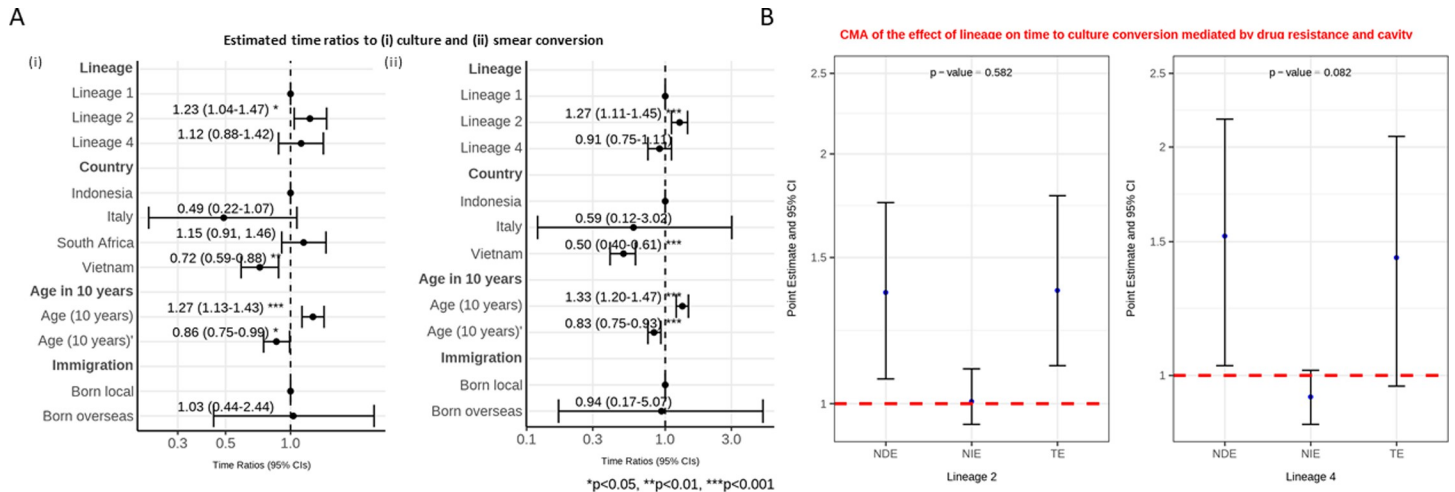 A
Estimated time ratios to (i) culture and (ii) smear conversion
(i)
Lineage
Lineage 1
Lineage 2 1.23 (1.04-1.47) *
Lineage 4 1.12 (0.88-1.42)
Country
Indonesia
Italy 0.49 (0.22-1.07)
South Africa 1.15 (0.91, 1.46)
Vietnam 0.72 (0.59-0.88) **
Age in 10 years
Age (10 years) 1.27 (1.13-1.43) ***
Age (10 years)' 0.86 (0.75-0.99) *
Immigration
Born local
Born overseas 1.03 (0.44-2.44)
0.3 0.5 1.0
Time Ratios (95% CIs)
(ii)
Lineage
Lineage 1
Lineage 2 1.27 (1.11-1.45) ***
Lineage 4 0.91 (0.75-1.11)
Country
Indonesia
Italy 0.59 (0.12-3.02)
Vietnam 0.50 (0.40-0.61) ***
Age in 10 years
Age (10 years) 1.33 (1.20-1.47) ***
Age (10 years)' 0.83 (0.75-0.93) ***
Immigration
Born local
Born overseas 0.94 (0.17-5.07)
0.1 0.3 1.0 3.0
Time Ratios (95% CIs)
*p<0.05, **p<0.01, ***p<0.001
B
CMA of the effect of lineage on time to culture conversion mediated by drug resistance and cavity
p − value = 0.582
Point Estimate and 95% CI
2.5
2
1.5
1
NDE NIE TE
Lineage 2
p − value = 0.082
Point Estimate and 95% CI
2.5
2
1.5
1
NDE NIE TE
Lineage 4